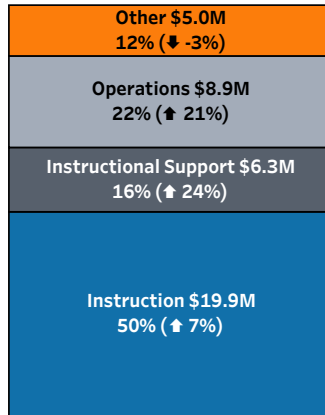 Other $5.0M
12% (⬇ -3%)
Operations $8.9M
22% (⬆ 21%)
Instructional Support $6.3M
16% (⬆ 24%)
Instruction $19.9M
50% (⬆ 7%)